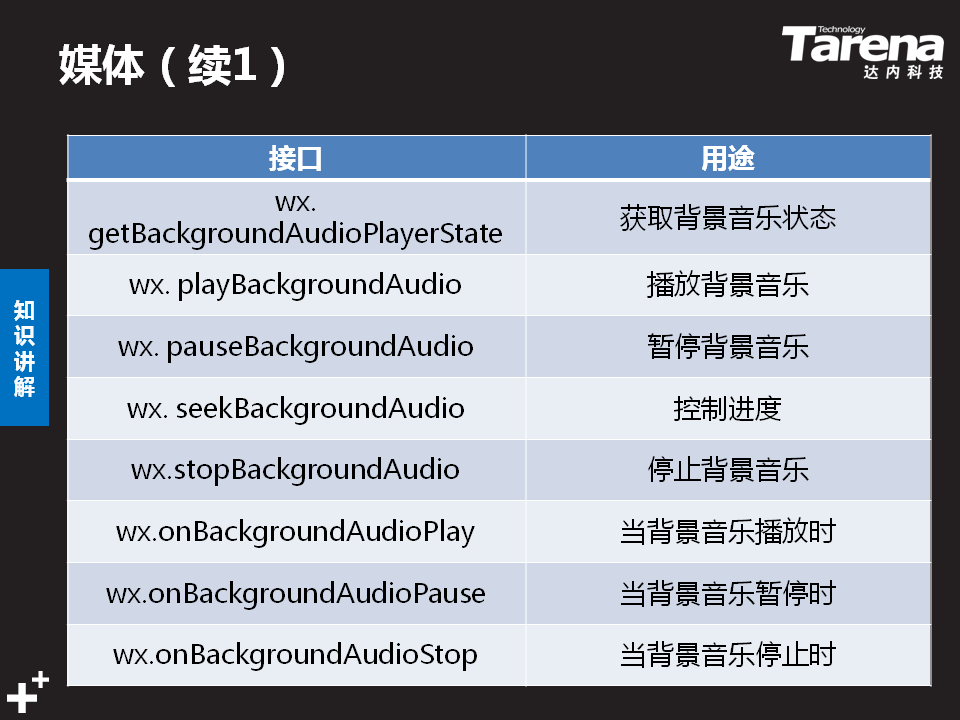 媒体（续1）
Technology
Tarena
达内科技
知识讲解
接口 用途
wx.
getBackgroundAudioPlayerState 获取背景音乐状态
wx. playBackgroundAudio 播放背景音乐
wx. pauseBackgroundAudio 暂停背景音乐
wx. seekBackgroundAudio 控制进度
wx.stopBackgroundAudio 停止背景音乐
wx.onBackgroundAudioPlay 当背景音乐播放时
wx.onBackgroundAudioPause 当背景音乐暂停时
wx.onBackgroundAudioStop 当背景音乐停止时